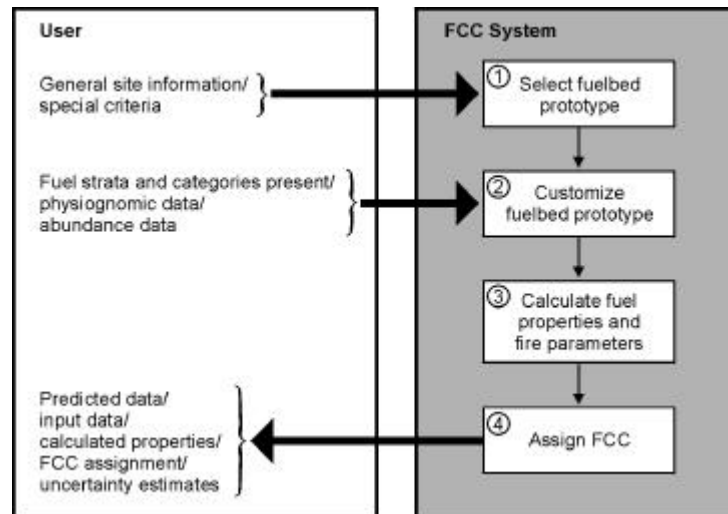 User
General site information/
special criteria
Fuel strata and categories present/
physiognomic data/
abundance data
Predicted data/
input data/
calculated properties/
FCC assignment/
uncertainty estimates
FCC System
1
Select fuelbed
prototype
2
Customize
fuelbed prototype
3
Calculate fuel
properties and
fire parameters
4
Assign FCC